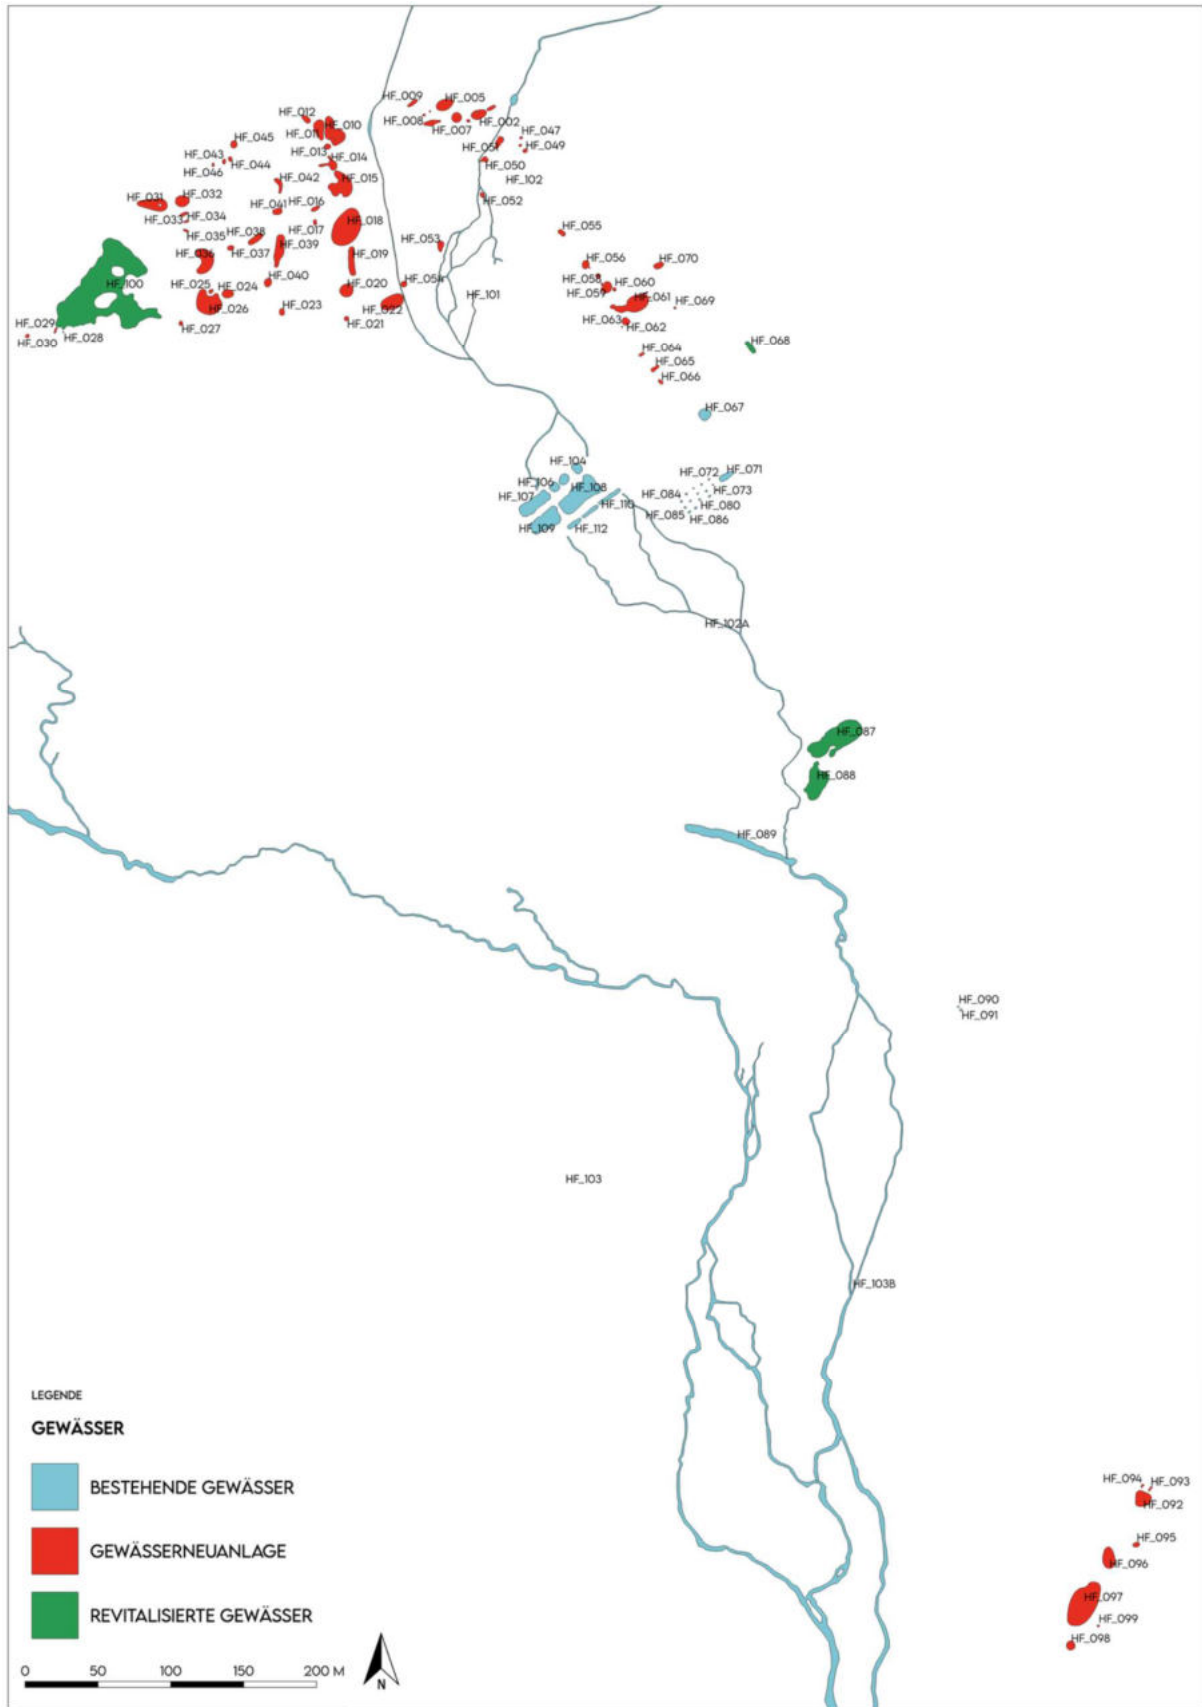 HF_009
HF_005
HF_012
HF_011
HF_010
HF_008
HF_007
HF_002
HF_047
HF_045
HF_051
HF_049
HF_043
HF_044
HF_013
HF_014
HF_050
HF_046
HF_042
HF_015
HF_102
HF_031
HF_032
HF_052
HF_033
HF_034
HF_041
HF_016
HF_017
HF_018
HF_035
HF_038
HF_055
HF_036
HF_037
HF_039
HF_019
HF_053
HF_056
HF_070
HF_100
HF_025
HF_024
HF_040
HF_020
HF_054
HF_058
HF_060
HF_059
HF_061
HF_069
HF_026
HF_023
HF_022
HF_101
HF_029
HF_028
HF_027
HF_021
HF_063
HF_062
HF_030
HF_064
HF_068
HF_065
HF_066
HF_067
HF_104
HF_072
HF_071
HF_106
HF_108
HF_073
HF_107
HF_084
HF_110
HF_080
HF_085
HF_086
HF_109
HF_112
HF_102A
HF_087
HF_088
HF_089
HF_090
HF_091
HF_103
HF_103B
LEGENDE
GEWÄSSER
BESTEHENDE GEWÄSSER
GEWÄSSERNEUANLAGE
REVITALISIERTE GEWÄSSER
0 50 100 150 200 M
N
HF_094
HF_093
HF_092
HF_095
HF_096
HF_097
HF_099
HF_098